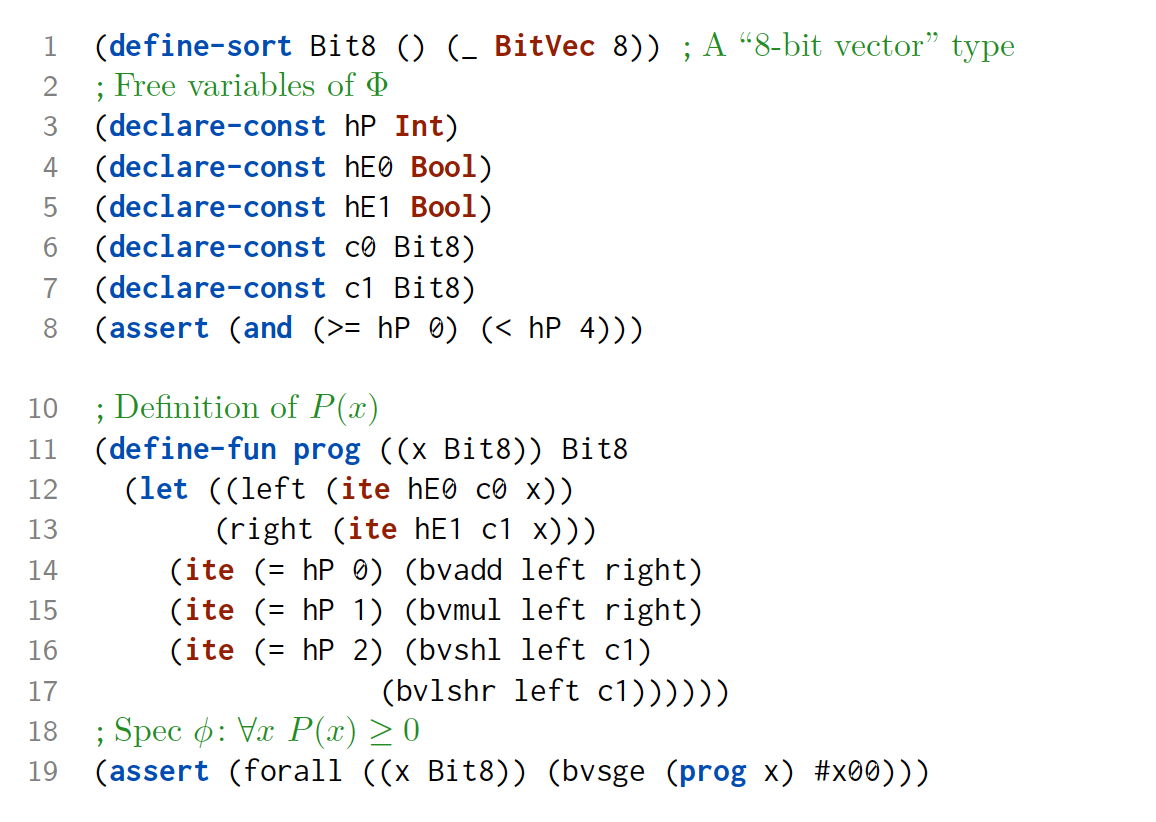 1 (define-sort Bit8 () (_ BitVec 8)) ; A “8-bit vector” type
2 ; Free variables of Φ
3 (declare-const hP Int)
4 (declare-const hE0 Bool)
5 (declare-const hE1 Bool)
6 (declare-const c0 Bit8)
7 (declare-const c1 Bit8)
8 (assert (and (>= hP 0) (< hP 4)))
10 ; Definition of P(x)
11 (define-fun prog ((x Bit8)) Bit8
12 (let ((left (ite hE0 c0 x))
13 (right (ite hE1 c1 x)))
14 (ite (= hP 0) (bvadd left right)
15 (ite (= hP 1) (bvmul left right)
16 (ite (= hP 2) (bvshl left c1)
17 (bvlshr left c1))))))
18 ; Spec ϕ: ∀x P(x) ≥ 0
19 (assert (forall ((x Bit8)) (bvsge (prog x) #x00)))